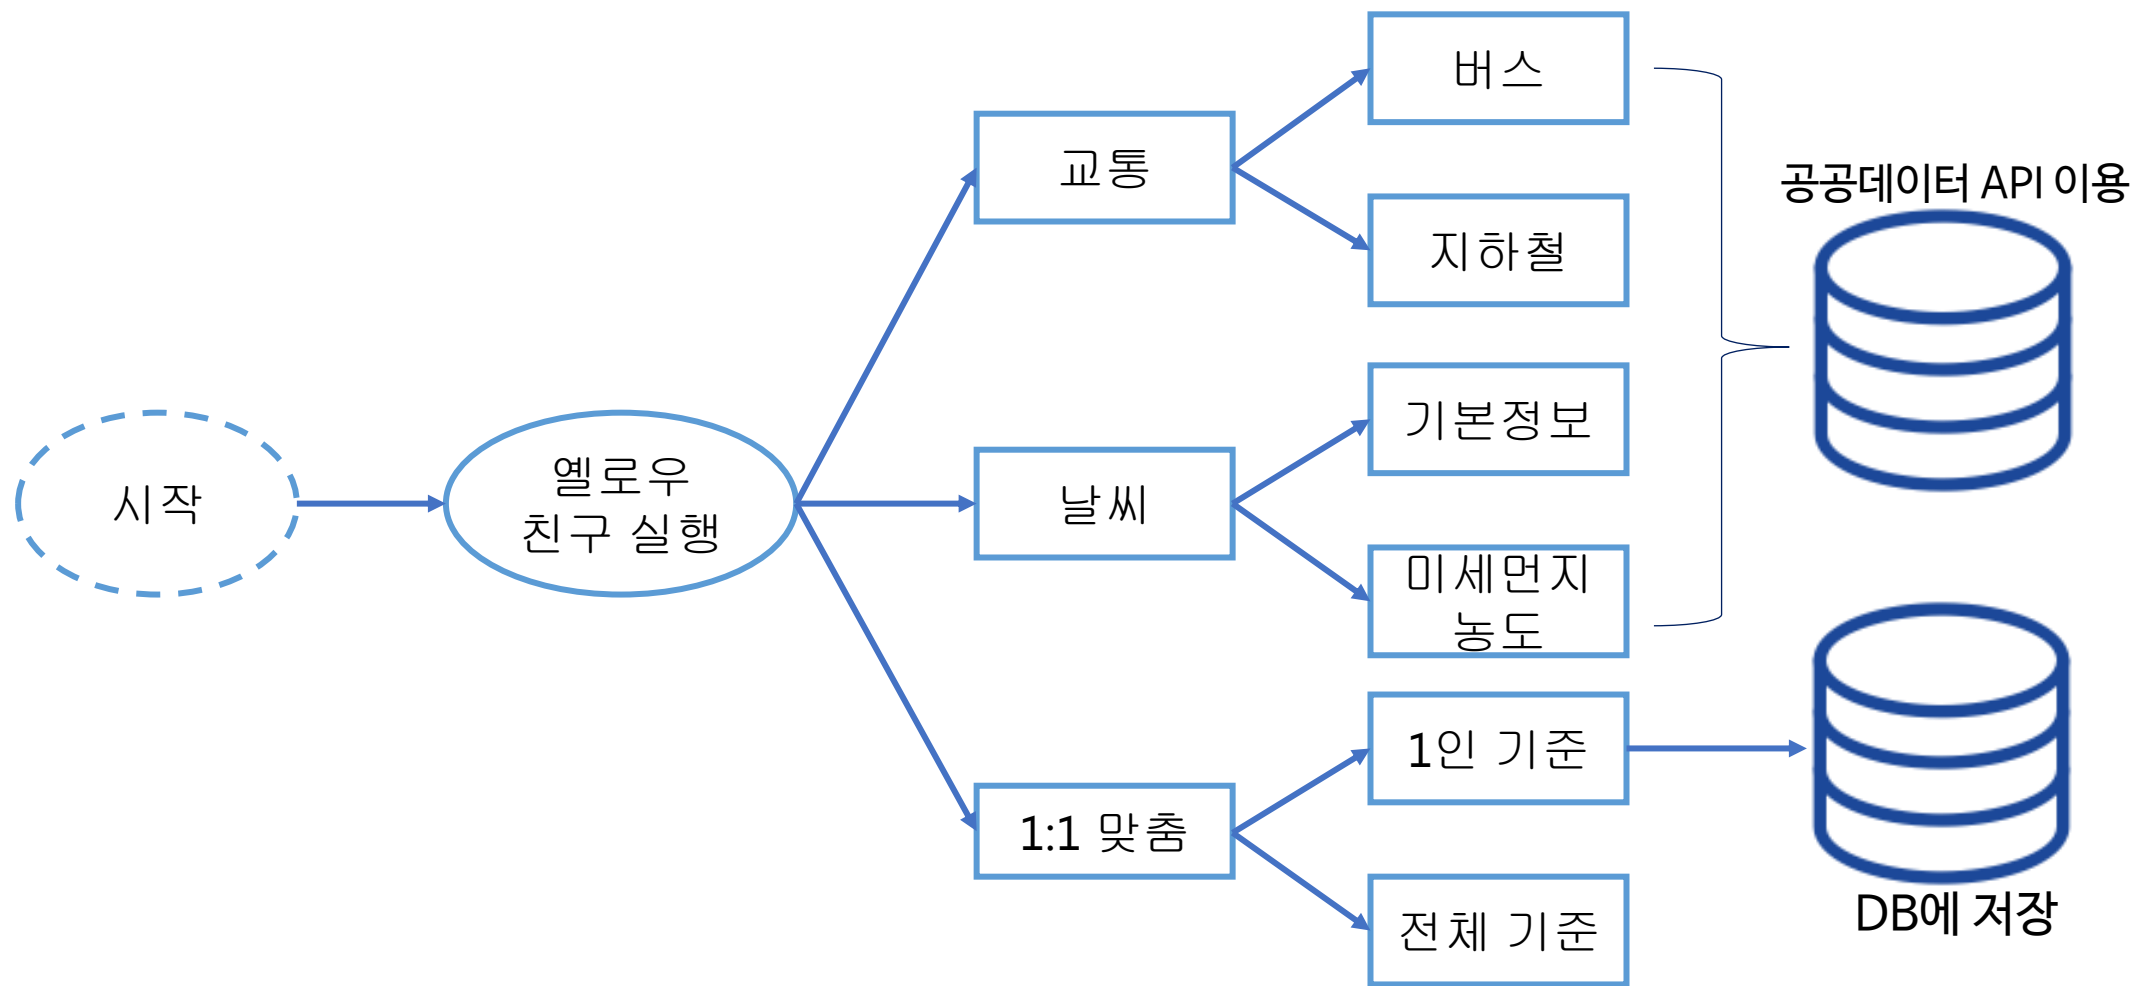 시작
옐로우
친구 실행
교통
날씨
1:1 맞춤
버스
지하철
기본정보
미세먼지
농도
1인 기준
전체 기준
공공데이터 API 이용
DB에 저장